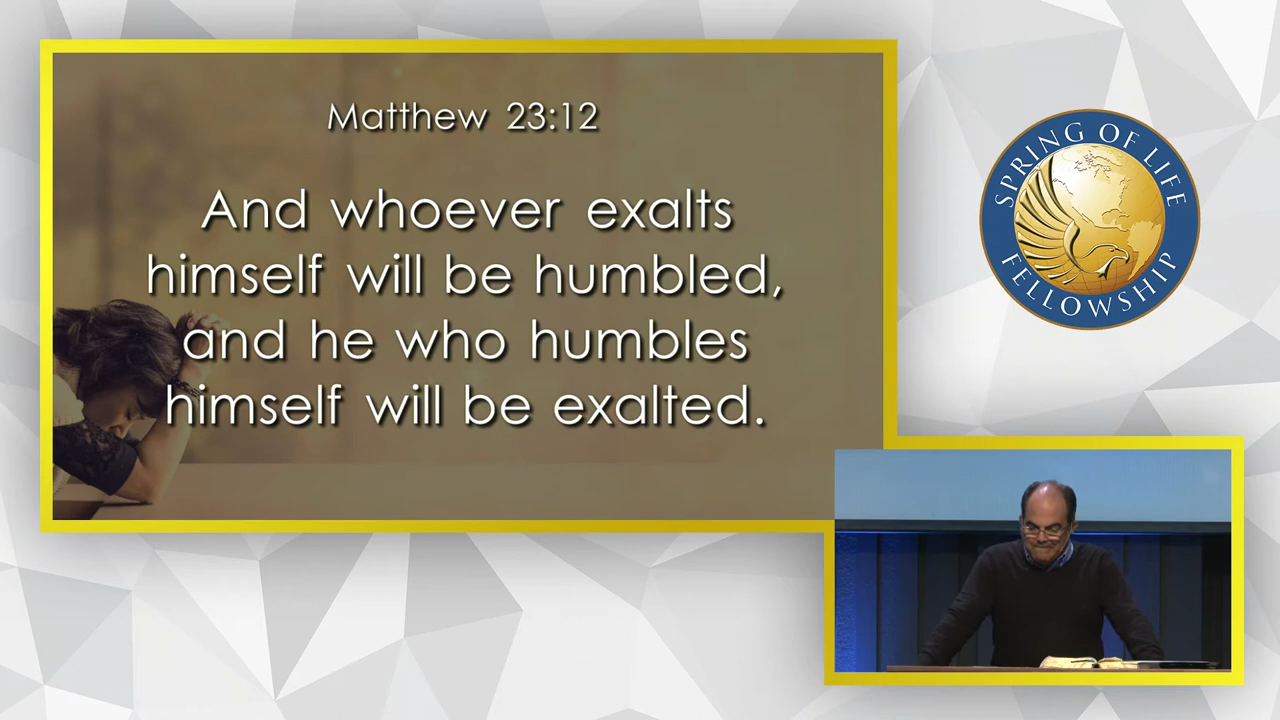 Matthew 23:12
And whoever exalts
himself will be humbled,
and he who humbles
himself will be exalted.
SPRING OF LIFE
FELLOWSHIP